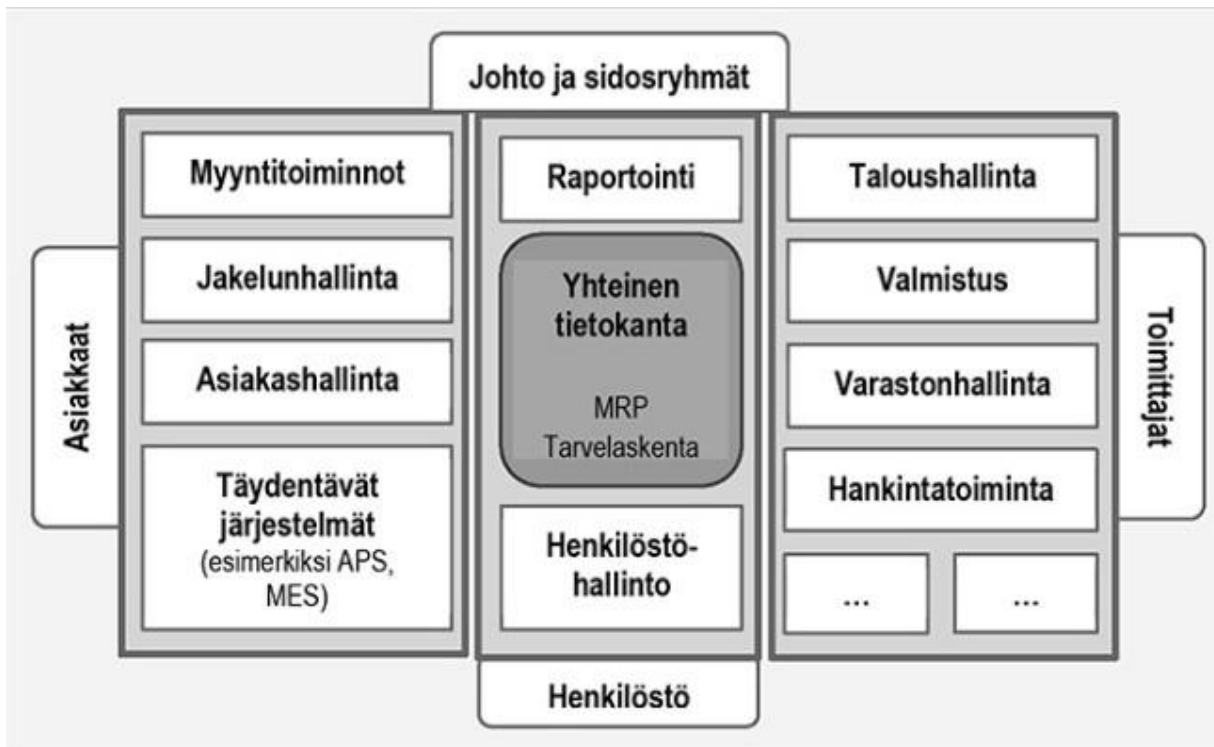 Johto ja sidosryhmät
Asiakkaat
Myyntitoiminnot
Jakelunhallinta
Asiakashallinta
Täydentävät
järjestelmät
(esimerkiksi APS,
MES)
Raportointi
Yhteinen
tietokanta
MRP
Tarvelaskenta
Henkilöstö-
hallinto
Taloushallinta
Valmistus
Varastonhallinta
Hankintatoiminta
...
...
Toimittajat
Henkilöstö